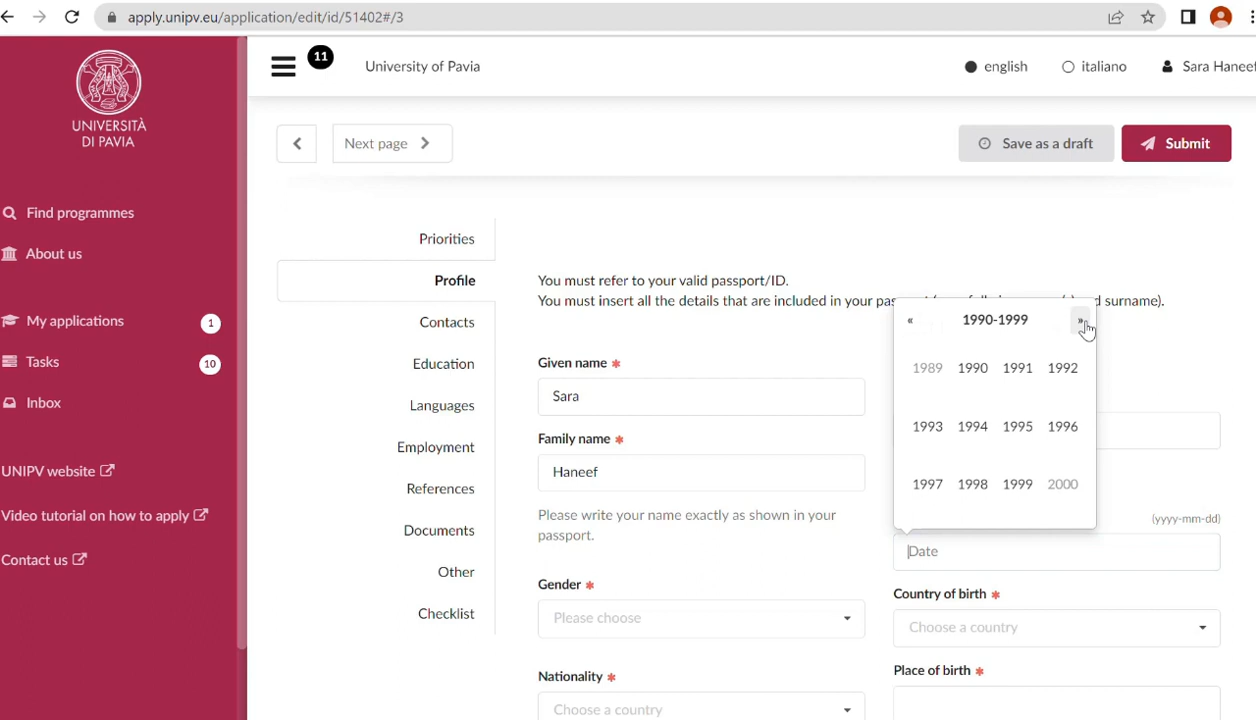 apply.unipv.eu/application/edit/id/51402#/3
UNIVERSITÀ
DI PAVIA
Find programmes
About us
My applications 1
Tasks 10
Inbox
UNIPV website
Video tutorial on how to apply
Contact us
11 University of Pavia english italiano Sara Haneef
Next page Save as a draft Submit
Priorities
Profile
Contacts
Education
Languages
Employment
References
Documents
Other
Checklist
You must refer to your valid passport/ID.
You must insert all the details that are included in your d surname).
Given name *
Sara
Family name *
Haneef
Please write your name exactly as shown in your
passport.
Gender *
Please choose
Nationality *
Choose a country
« 1990-1999 »
1989 1990 1991 1992
1993 1994 1995 1996
1997 1998 1999 2000
(yyyy-mm-dd)
Date
Country of birth *
Choose a country
Place of birth *